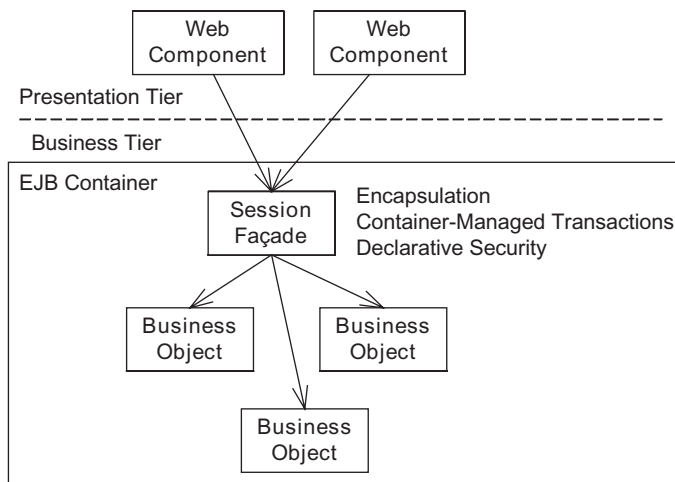 Web
Component
Web
Component
Presentation Tier
Business Tier
EJB Container
Session
Façade
Encapsulation
Container-Managed Transactions
Declarative Security
Business
Object
Business
Object
Business
Object